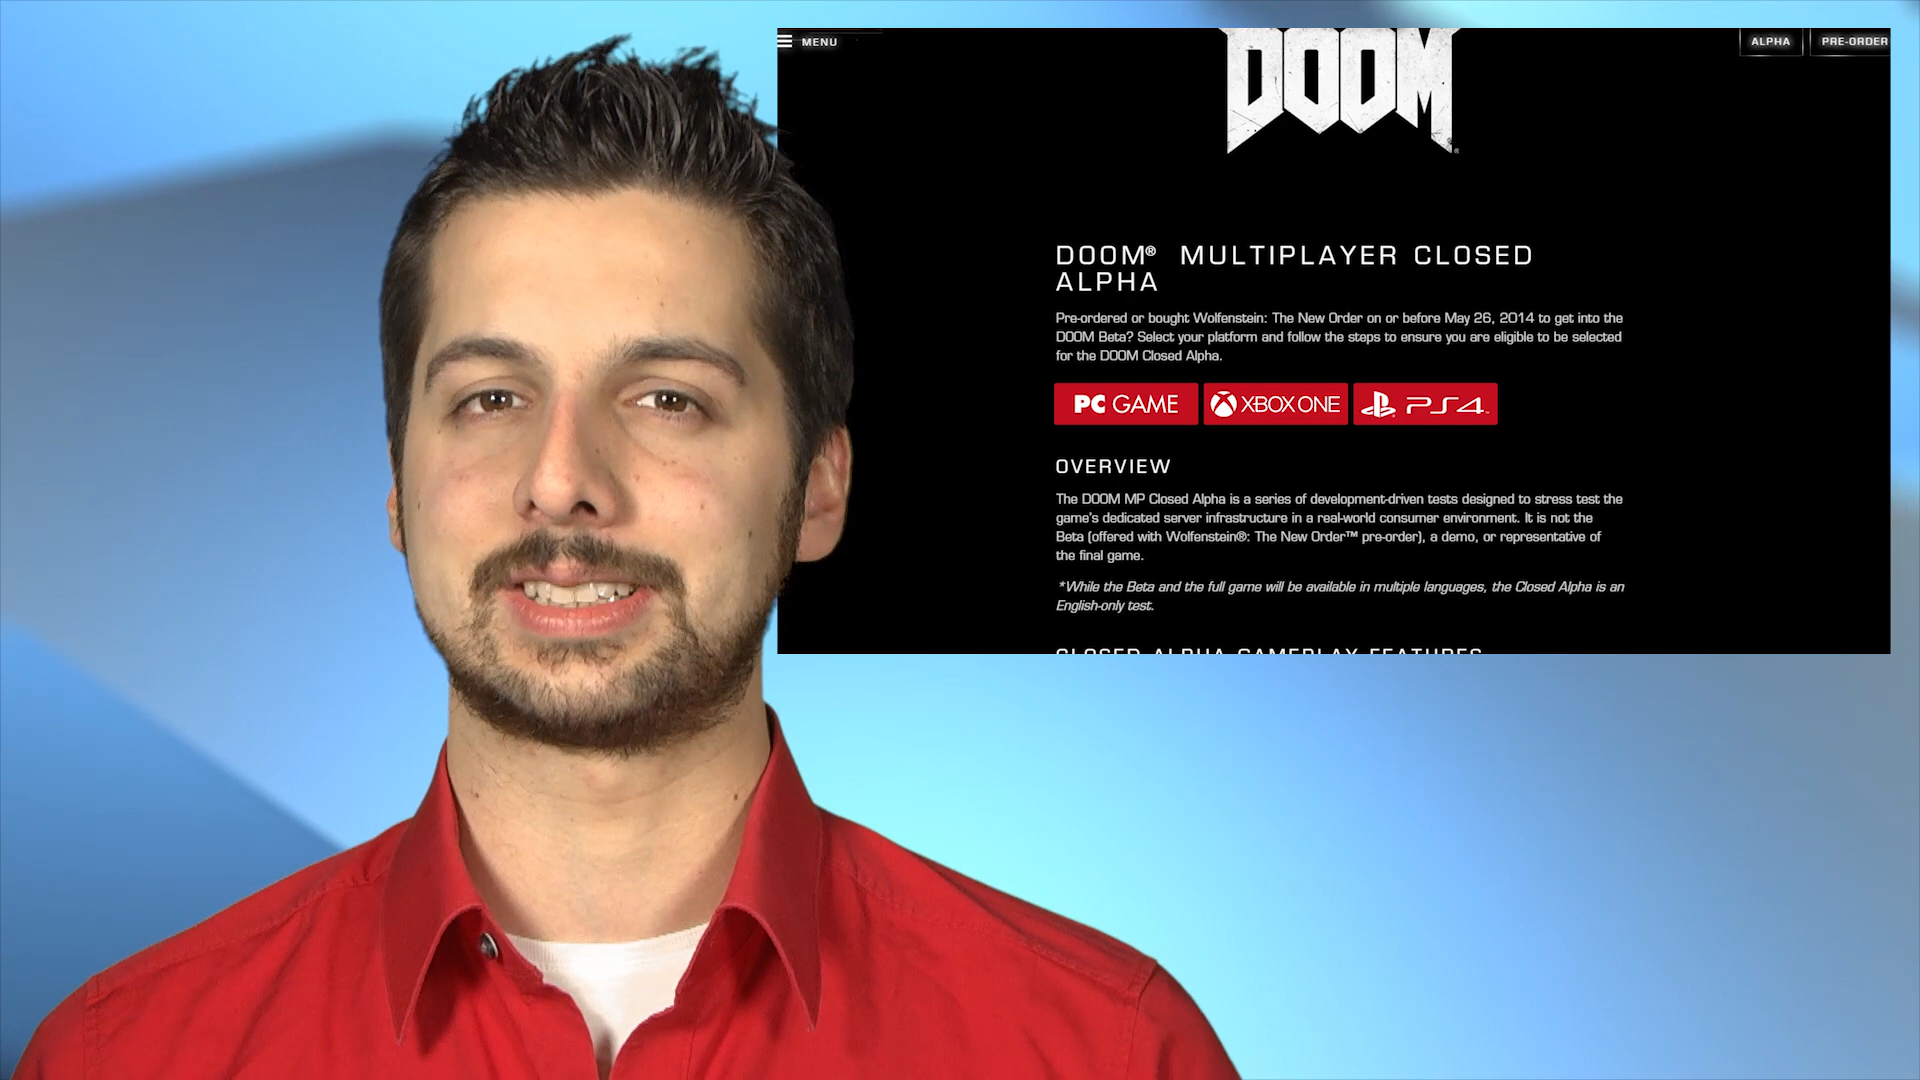 MENU
DOOM
ALPHA
PRE-ORDER
DOOM® MULTIPLAYER CLOSED
ALPHA
Pre-ordered or bought Wolfenstein: The New Order on or before May 26, 2014 to get into the
DOOM Beta? Select your platform and follow the steps to ensure you are eligible to be selected
for the DOOM Closed Alpha.
PC GAME
XBOX ONE
PS4
OVERVIEW
The DOOM MP Closed Alpha is a series of development-driven tests designed to stress test the
game's dedicated server infrastructure in a real-world consumer environment. It is not the
Beta (offered with Wolfenstein®: The New Order™ pre-order), a demo, or representative of
the final game.
*While the Beta and the full game will be available in multiple languages, the Closed Alpha is an
English-only test.
CLOSED ALPHA GAMEPLAY FEATURES